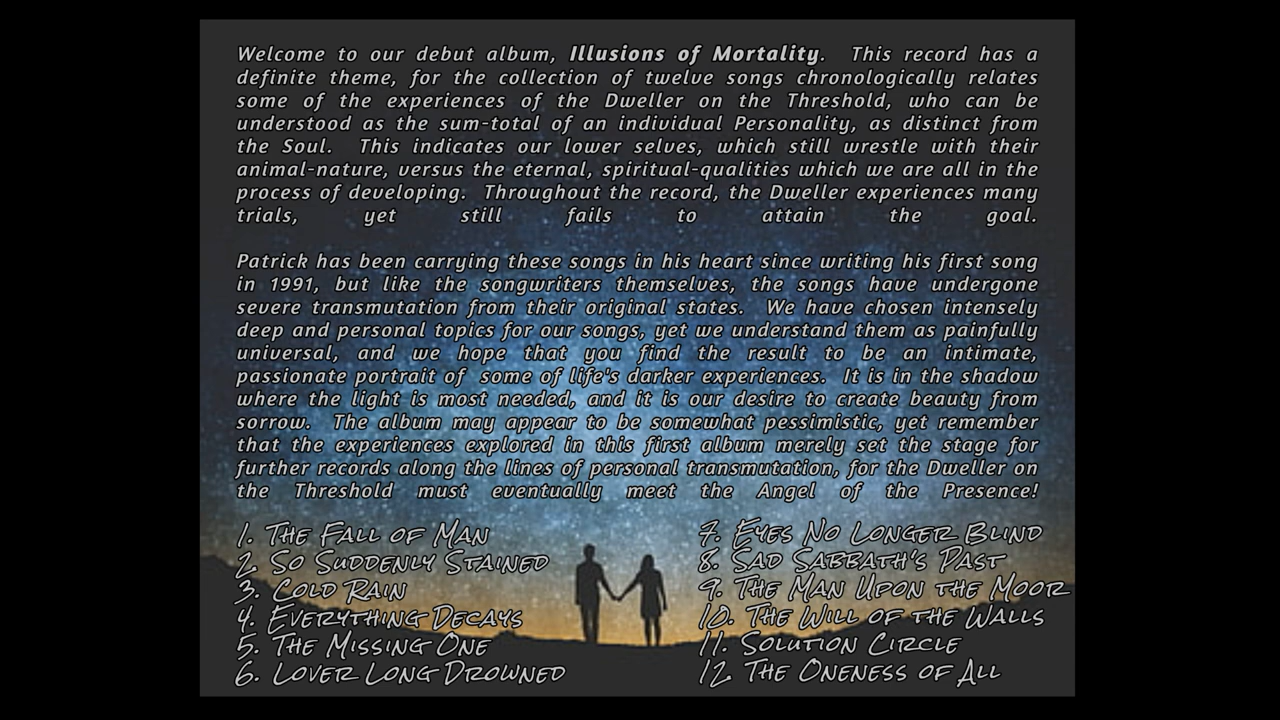 Welcome to our debut album, Illusions of Mortality. This record has a
definite theme, for the collection of twelve songs chronologically relates
some of the experiences of the Dweller on the Threshold, who can be
understood as the sum-total of an individual Personality, as distinct from
the Soul. This indicates our lower selves, which still wrestle with their
animal-nature, versus the eternal, spiritual-qualities which we are all in the
process of developing. Throughout the record, the Dweller experiences many
trials, yet still fails to attain the goal.
Patrick has been carrying these songs in his heart since writing his first song
in 1991, but like the songwriters themselves, the songs have undergone
severe transmutation from their original states. We have chosen intensely
deep and personal topics for our songs, yet we understand them as painfully
universal, and we hope that you find the result to be an intimate,
passionate portrait of some of life's darker experiences. It is in the shadow
where the light is most needed, and it is our desire to create beauty from
sorrow. The album may appear to be somewhat pessimistic, yet remember
that the experiences explored in this first album merely set the stage for
further records along the lines of personal transmutation, for the Dweller on
the Threshold must eventually meet the Angel of the Presence!
1. The Fall of Man
2. So Suddenly Stained
3. Cold Rain
4. Everything Decays
5. The Missing One
6. Lover Long Drowned
7. Eyes No Longer Blind
8. Sad Sabbath's Past
9. The Man Upon the Moor
10. The Will of the Walls
11. Solution Circle
12. The Oneness of All